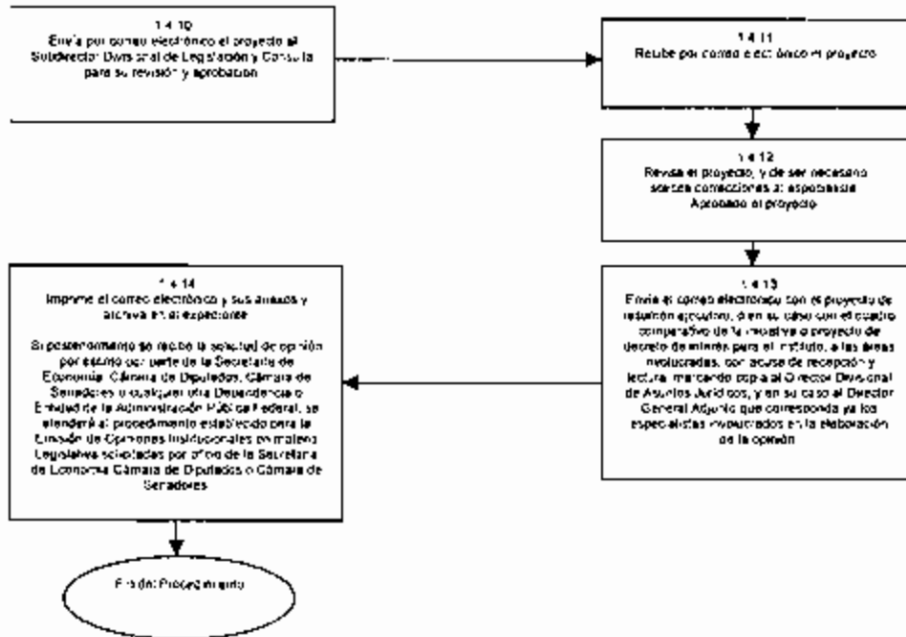 1.4.10
Envía por correo electrónico el proyecto al
Subdirector Divisional de Legislación y Consulta
para su revisión y aprobación
1.4.11
Recibe por correo electrónico el proyecto
1.4.12
Revisa el proyecto, y de ser necesario
correcciones al especialista
Aprobado el proyecto
1.4.13
Envía el correo electrónico con el proyecto de
resumen ejecutivo, o en su caso con el cuadro
comparativo de la iniciativa o proyecto de
decreto de interés para el Instituto, a las áreas
involucradas, con acuse de recepción y
lectura, marcando copia al Director Divisional
de Asuntos Jurídicos, y en su caso al Director
General Adjunto que corresponda y a los
especialistas involucrados en la elaboración
de la opinión
1.4.14
Imprime el correo electrónico y sus anexos y
archiva en el expediente
Si posteriormente se recibe la solicitud de opinión
por escrito por parte de la Secretaría de
Economía, Cámara de Diputados, Cámara de
Senadores o cualquier otra Dependencia o
Entidad de la Administración Pública Federal, se
atenderá al procedimiento establecido para la
Emisión de Opiniones Institucionales en materia
Legislativa solicitadas por oficio de la Secretaría
de Economía Cámara de Diputados o Cámara de
Senadores
Fin del Procedimiento